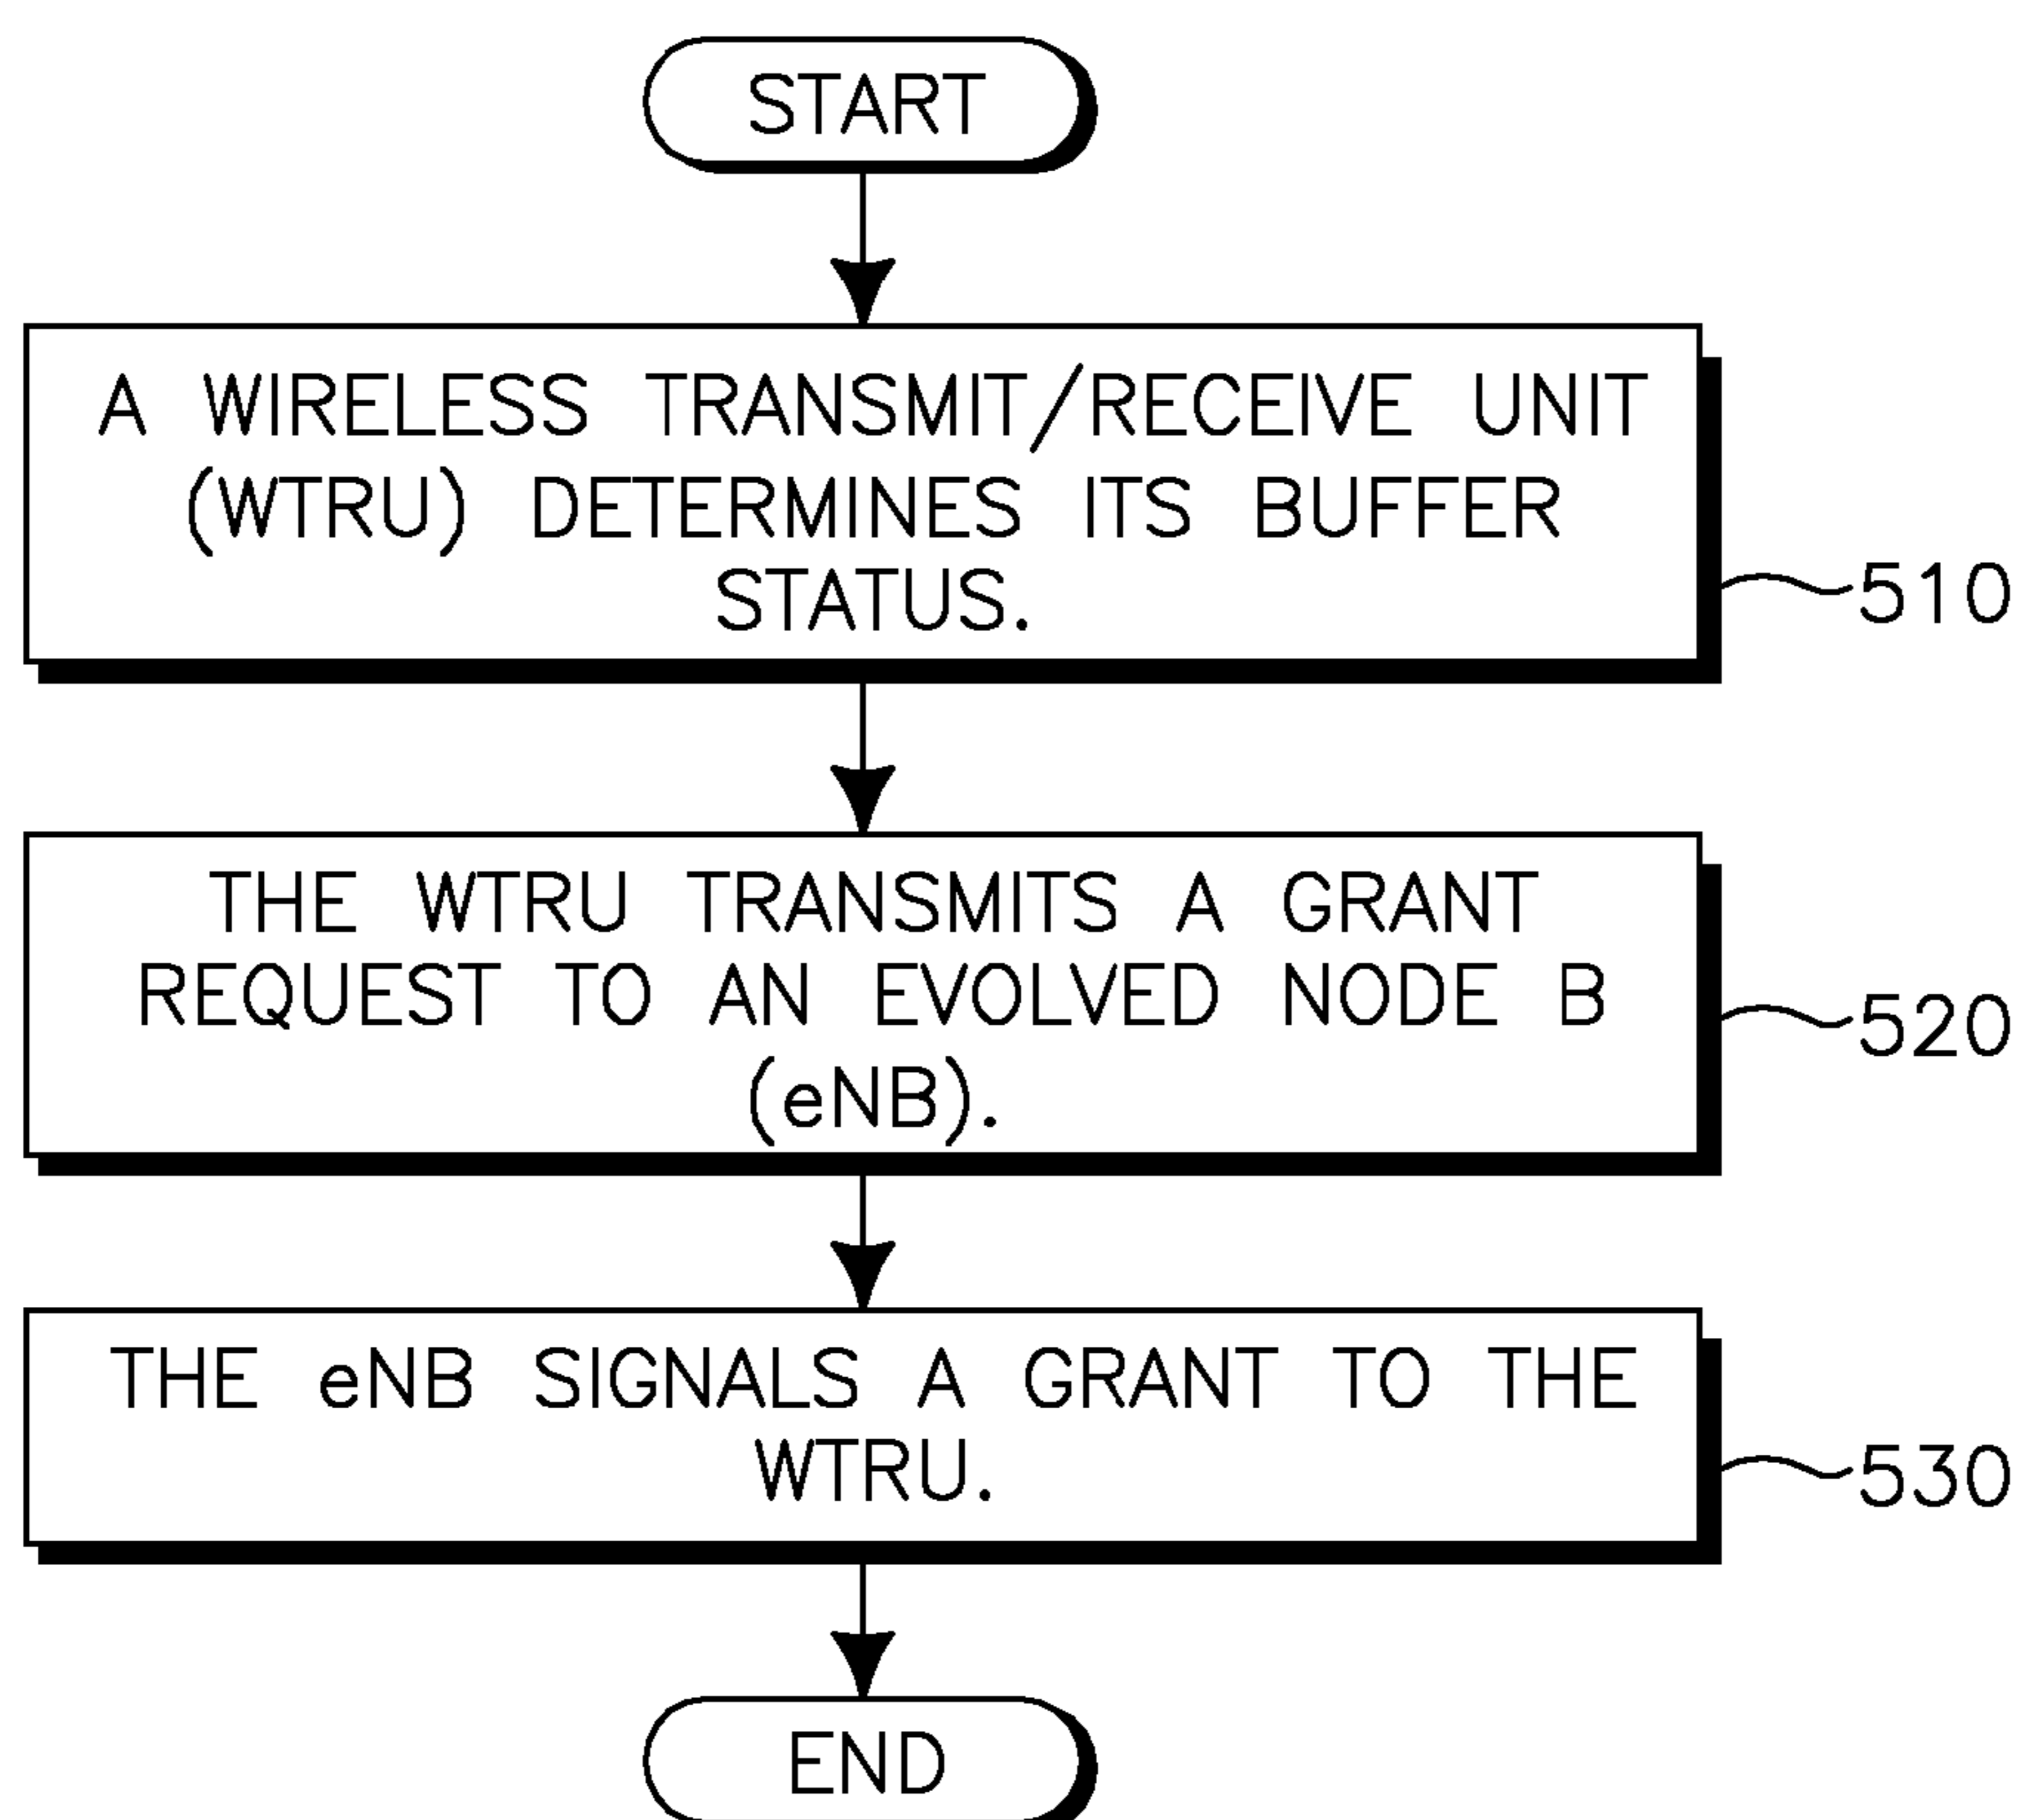 START
A WIRELESS TRANSMIT/RECEIVE UNIT
(WTRU) DETERMINES ITS BUFFER
STATUS.
510
THE WTRU TRANSMITS A GRANT
REQUEST TO AN EVOLVED NODE B
(eNB).
520
THE eNB SIGNALS A GRANT TO THE
WTRU.
530
END